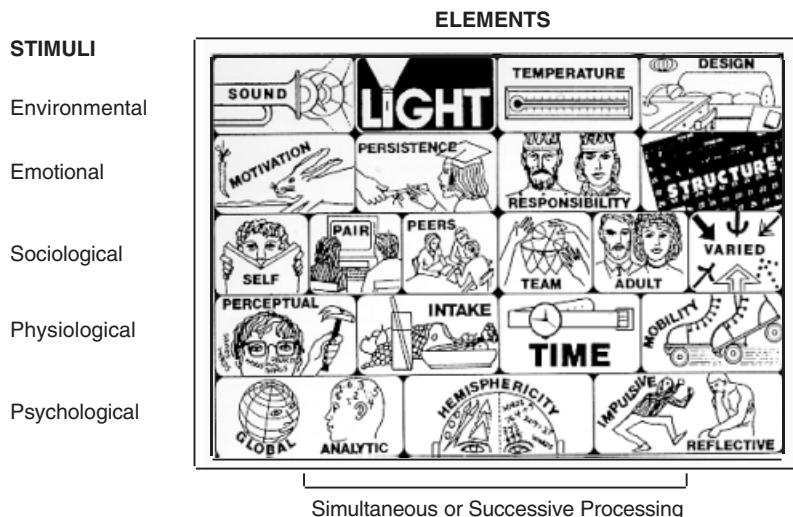 ELEMENTS
STIMULI
Environmental
SOUND
LIGHT
TEMPERATURE
DESIGN
Emotional
MOTIVATION
PERSISTENCE
RESPONSIBILITY
STRUCTURE
Sociological
SELF
PAIR
PEERS
TEAM
ADULT
VARIED
Physiological
PERCEPTUAL
INTAKE
TIME
MOBILITY
Psychological
GLOBAL
ANALYTIC
HEMISPHERICITY
IMPULSIVE
REFLECTIVE
Simultaneous or Successive Processing